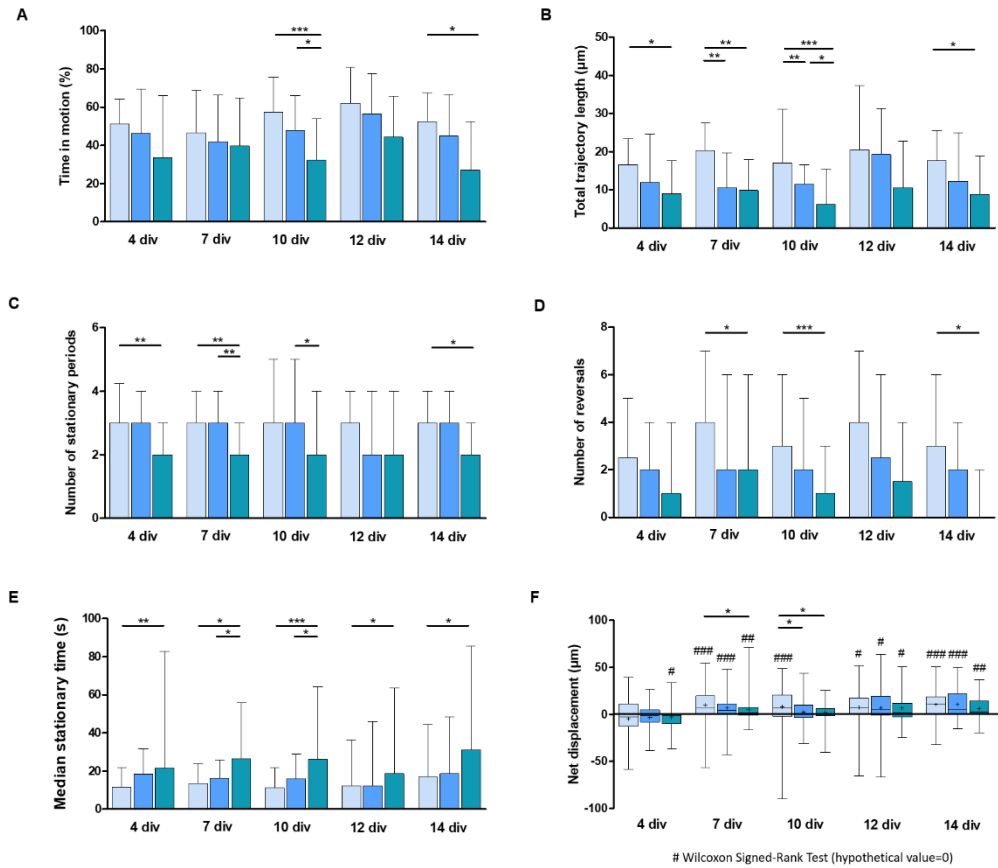 A
Time in motion (%)
100
80
60
40
20
0
***
*
*
4 div 7 div 10 div 12 div 14 div
B
Total trajectory length (µm)
50
40
30
20
10
0
*
**
**
***
** *
*
4 div 7 div 10 div 12 div 14 div
C
Number of stationary periods
6
4
2
0
**
**
**
*
*
4 div 7 div 10 div 12 div 14 div
D
Number of reversals
8
6
4
2
0
*
***
*
4 div 7 div 10 div 12 div 14 div
E
Median stationary time (s)
100
80
60
40
20
0
**
*
*
***
*
*
*
4 div 7 div 10 div 12 div 14 div
F
Net displacement (µm)
100
50
0
-50
-100
*
*
*
# ### ### ## ### # # # ### ### ##
4 div 7 div 10 div 12 div 14 div
# Wilcoxon Signed-Rank Test (hypothetical value=0)